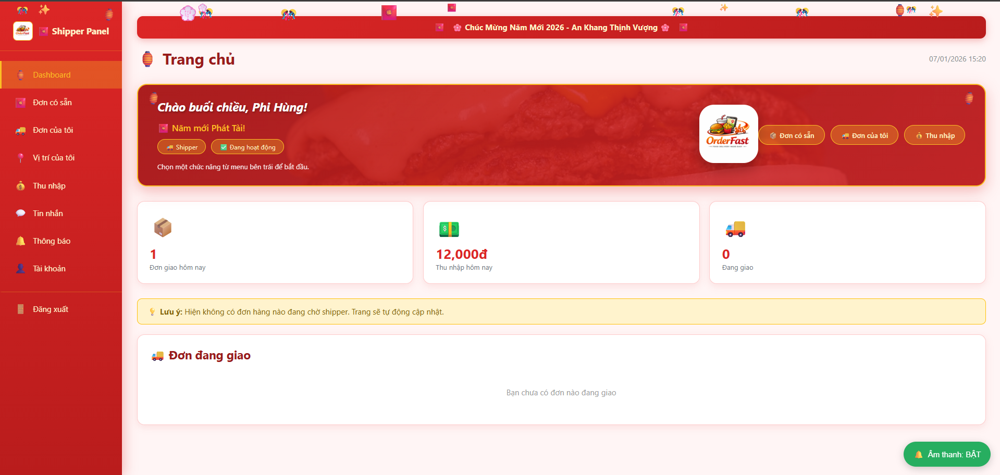 Shipper Panel
Dashboard
Đơn có sẵn
Đơn của tôi
Vị trí của tôi
Thu nhập
Tin nhắn
Thông báo
Tài khoản
Đăng xuất
Chúc Mừng Năm Mới 2026 - An Khang Thịnh Vượng
Trang chủ
07/01/2026 15:20
Chào buổi chiều, Phi Hùng!
Năm mới Phát Tài!
Shipper
Đang hoạt động
Chọn một chức năng từ menu bên trái để bắt đầu.
OrderFast
FOOD DELIVERY MADE EASY
Đơn có sẵn
Đơn của tôi
Thu nhập
1
Đơn giao hôm nay
12,000đ
Thu nhập hôm nay
0
Đang giao
Lưu ý: Hiện không có đơn hàng nào đang chờ shipper. Trang sẽ tự động cập nhật.
Đơn đang giao
Bạn chưa có đơn nào đang giao
Âm thanh: BẬT